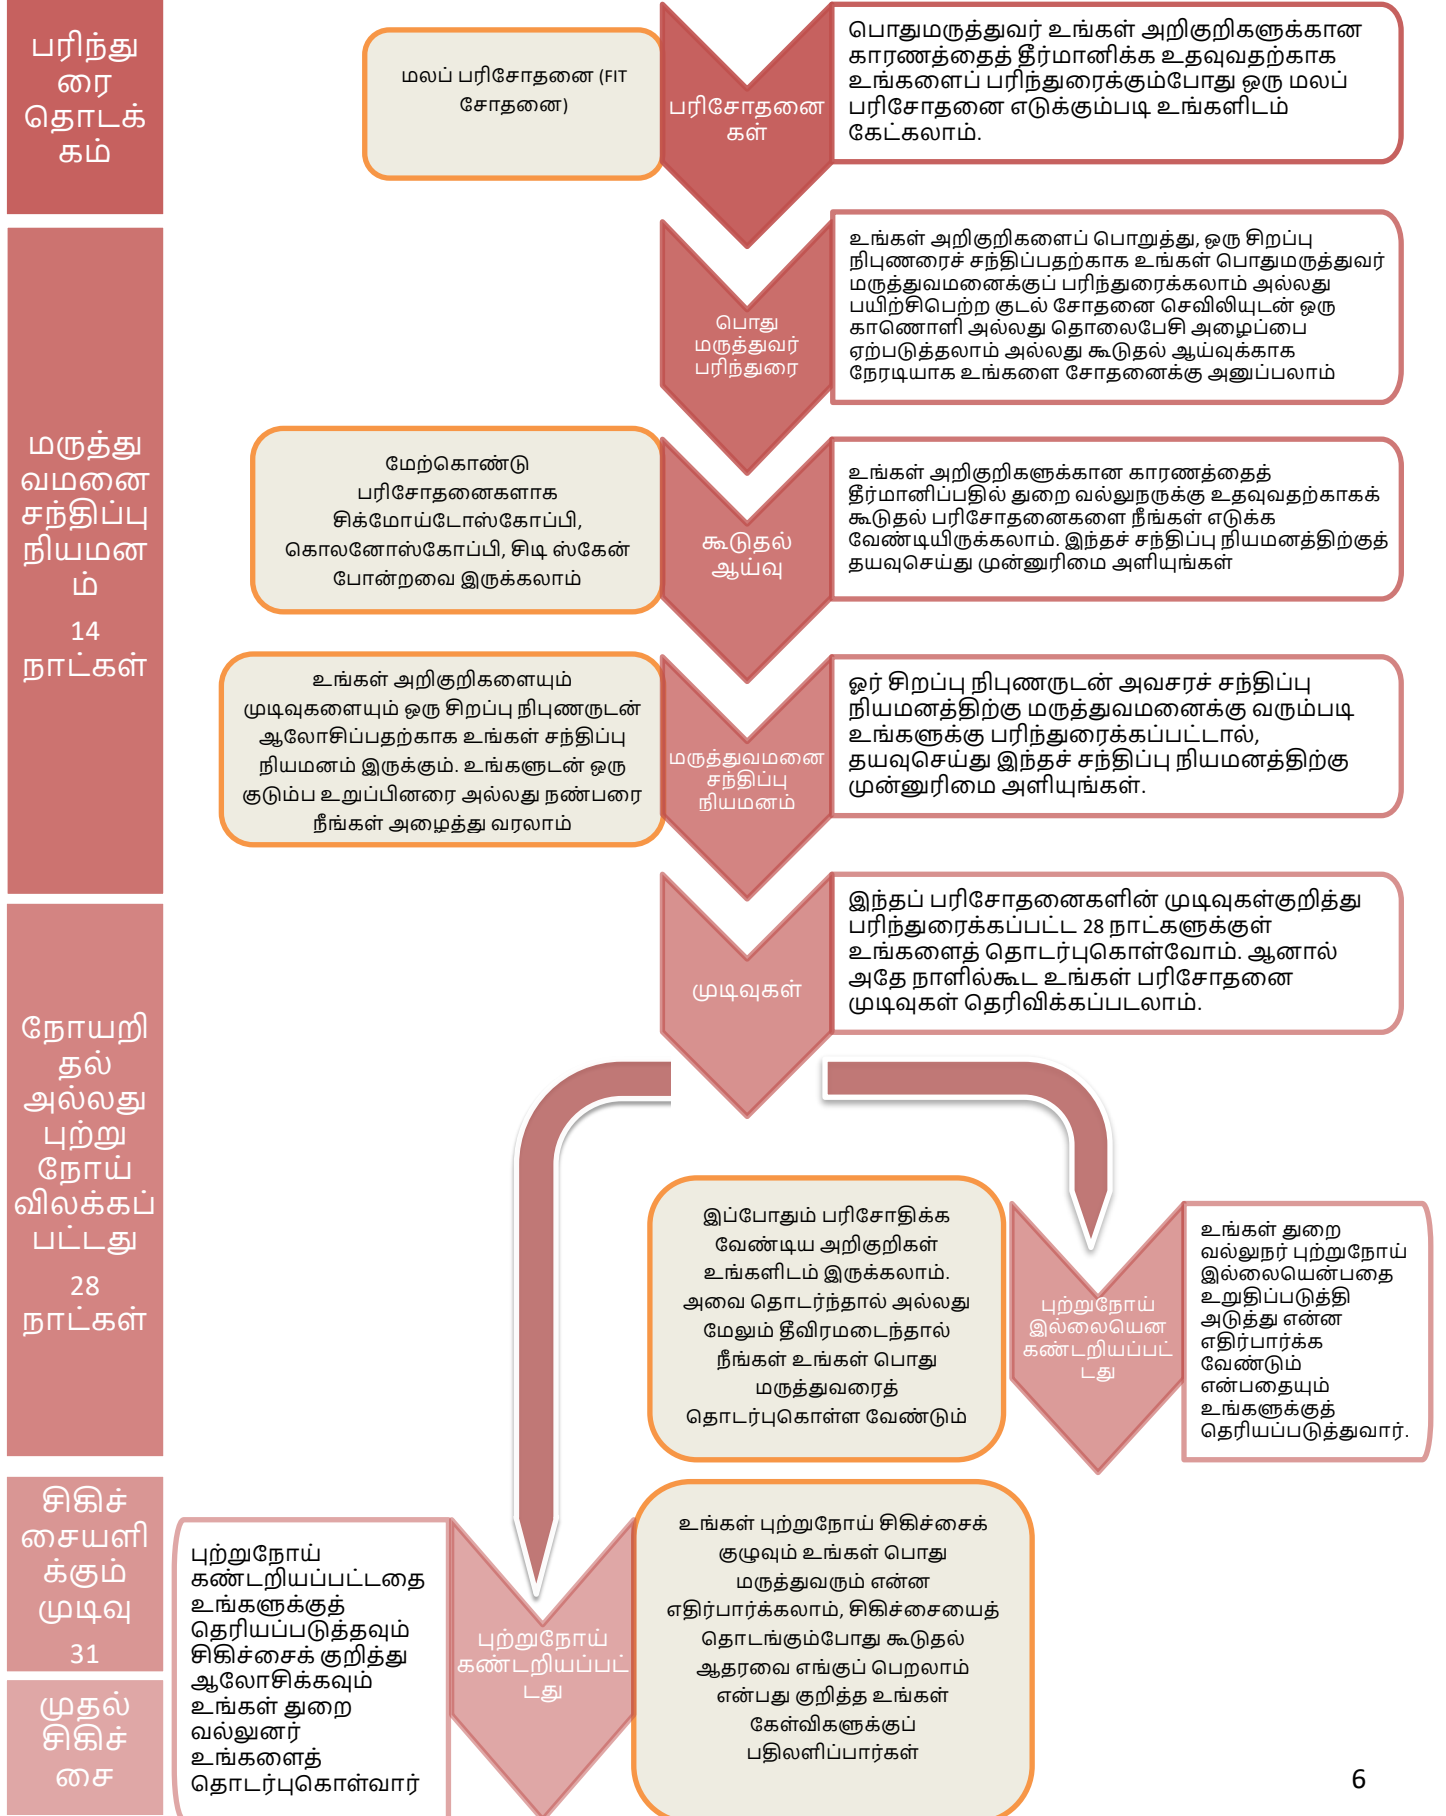 பரிந்து
ரை
தொடக்
கம்
மலப் பரிசோதனை (FIT
சோதனை)
பரிசோதனை
கள்
பொதுமருத்துவர் உங்கள் அறிகுறிகளுக்கான
காரணத்தைத் தீர்மானிக்க உதவுவதற்காக
உங்களைப் பரிந்துரைக்கும்போது ஒரு மலப்
பரிசோதனை எடுக்கும்படி உங்களிடம்
கேட்கலாம்.
மருத்து
வமனை
சந்திப்பு
நியமன
ம்
14
நாட்கள்
பொது
மருத்துவர்
பரிந்துரை
உங்கள் அறிகுறிகளைப் பொறுத்து, ஒரு சிறப்பு
நிபுணரைச் சந்திப்பதற்காக உங்கள் பொதுமருத்துவர்
மருத்துவமனைக்குப் பரிந்துரைக்கலாம் அல்லது
பயிற்சிபெற்ற குடல் சோதனை செவிலியுடன் ஒரு
காணொளி அல்லது தொலைபேசி அழைப்பை
ஏற்படுத்தலாம் அல்லது கூடுதல் ஆய்வுக்காக
நேரடியாக உங்களை சோதனைக்கு அனுப்பலாம்
மேற்கொண்டு
பரிசோதனைகளாக
சிக்மோய்டோஸ்கோப்பி,
கொலனோஸ்கோப்பி, சிடி ஸ்கேன்
போன்றவை இருக்கலாம்
கூடுதல்
ஆய்வு
உங்கள் அறிகுறிகளுக்கான காரணத்தைத்
தீர்மானிப்பதில் துறை வல்லுநருக்கு உதவுவதற்காகக்
கூடுதல் பரிசோதனைகளை நீங்கள் எடுக்க
வேண்டியிருக்கலாம். இந்தச் சந்திப்பு நியமனத்திற்குத்
தயவுசெய்து முன்னுரிமை அளியுங்கள்
உங்கள் அறிகுறிகளையும்
முடிவுகளையும் ஒரு சிறப்பு நிபுணருடன்
ஆலோசிப்பதற்காக உங்கள் சந்திப்பு
நியமனம் இருக்கும். உங்களுடன் ஒரு
குடும்ப உறுப்பினரை அல்லது நண்பரை
நீங்கள் அழைத்து வரலாம்
மருத்துவமனை
சந்திப்பு
நியமனம்
ஓர் சிறப்பு நிபுணருடன் அவசரச் சந்திப்பு
நியமனத்திற்கு மருத்துவமனைக்கு வரும்படி
உங்களுக்கு பரிந்துரைக்கப்பட்டால்,
தயவுசெய்து இந்தச் சந்திப்பு நியமனத்திற்கு
முன்னுரிமை அளியுங்கள்.
நோயறி
தல்
அல்லது
புற்று
நோய்
விலக்கப்
பட்டது
28
நாட்கள்
முடிவுகள்
இந்தப் பரிசோதனைகளின் முடிவுகள்குறித்து
பரிந்துரைக்கப்பட்ட 28 நாட்களுக்குள்
உங்களைத் தொடர்புகொள்வோம். ஆனால்
அதே நாளில்கூட உங்கள் பரிசோதனை
முடிவுகள் தெரிவிக்கப்படலாம்.
இப்போதும் பரிசோதிக்க
வேண்டிய அறிகுறிகள்
உங்களிடம் இருக்கலாம்.
அவை தொடர்ந்தால் அல்லது
மேலும் தீவிரமடைந்தால்
நீங்கள் உங்கள் பொது
மருத்துவரைத்
தொடர்புகொள்ள வேண்டும்
புற்றுநோய்
இல்லையென
கண்டறியப்பட்
டது
உங்கள் துறை
வல்லுநர் புற்றுநோய்
இல்லையென்பதை
உறுதிப்படுத்தி
அடுத்து என்ன
எதிர்பார்க்க
வேண்டும்
என்பதையும்
உங்களுக்குத்
தெரியப்படுத்துவார்.
சிகிச்
சையளி
க்கும்
முடிவு
31
முதல்
சிகிச்
சை
புற்றுநோய்
கண்டறியப்பட்டதை
உங்களுக்குத்
தெரியப்படுத்தவும்
சிகிச்சைக் குறித்து
ஆலோசிக்கவும்
உங்கள் துறை
வல்லுனர்
உங்களைத்
தொடர்புகொள்வார்
புற்றுநோய்
கண்டறியப்பட்
டது
உங்கள் புற்றுநோய் சிகிச்சைக்
குழுவும் உங்கள் பொது
மருத்துவரும் என்ன
எதிர்பார்க்கலாம், சிகிச்சையைத்
தொடங்கும்போது கூடுதல்
ஆதரவை எங்குப் பெறலாம்
என்பது குறித்த உங்கள்
கேள்விகளுக்குப்
பதிலளிப்பார்கள்
6